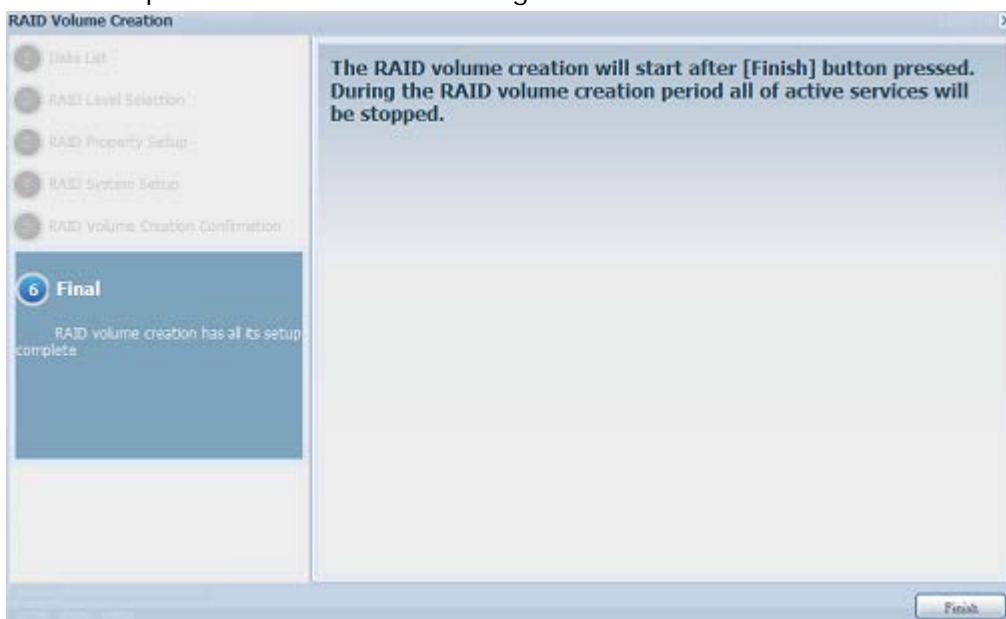 RAID Volume Creation
Disks List
RAID Level Selection
RAID Property Setup
RAID System Setup
RAID Volume Creation Confirmation
6 Final
RAID volume creation has all its setup
complete
The RAID volume creation will start after [Finish] button pressed.
During the RAID volume creation period all of active services will
be stopped.
Finish